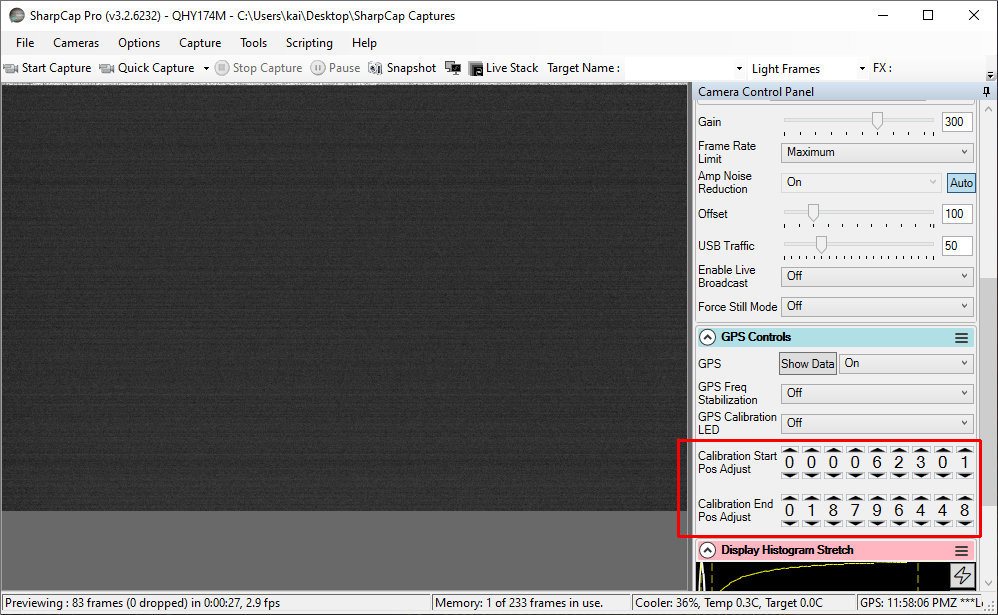 SharpCap Pro (v3.2.6232) - QHY174M - C:\Users\kai\Desktop\SharpCap Captures
File Cameras Options Capture Tools Scripting Help
Start Capture Quick Capture Stop Capture Pause Snapshot Live Stack Target Name : Light Frames FX :
Camera Control Panel
Gain 300
Frame Rate
Limit Maximum
Amp Noise
Reduction On Auto
Offset 100
USB Traffic 50
Enable Live
Broadcast Off
Force Still Mode Off
GPS Controls
GPS Show Data On
GPS Freq
Stabilization Off
GPS Calibration
LED Off
Calibration Start
Pos Adjust 0 0 0 0 6 2 3 0 1
Calibration End
Pos Adjust 0 1 8 7 9 6 4 4 8
Display Histogram Stretch
Previewing : 83 frames (0 dropped) in 0:00:27, 2.9 fps Memory: 1 of 233 frames in use. Cooler: 36%, Temp 0.3C, Target 0.0C GPS: 11:58:06 PMZ ***